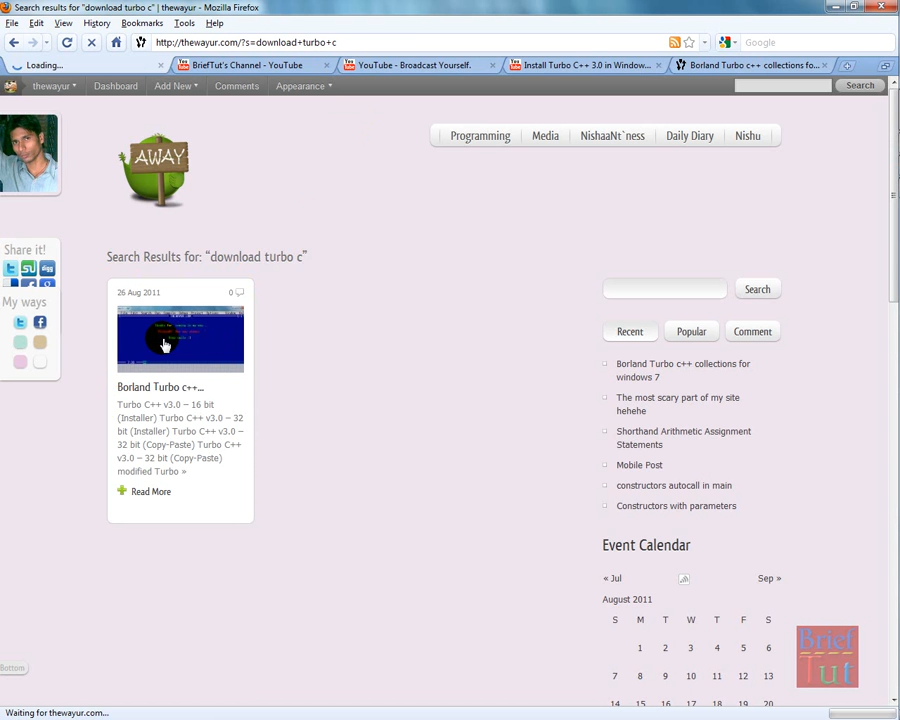 Search results for "download turbo c" | thewayur - Mozilla Firefox
File Edit View History Bookmarks Tools Help
http://thewayur.com/?s=download+turbo+c
Google
Loading...
BriefTut's Channel - YouTube
YouTube - Broadcast Yourself.
Install Turbo C++ 3.0 in Window...
Borland Turbo c++ collections fo...
thewayur Dashboard Add New Comments Appearance Search
Programming Media NishaaNt`ness Daily Diary Nishu
AWAY
Share it!
My ways
Search Results for: “download turbo c”
26 Aug 2011 0
Borland Turbo c++...
Turbo C++ v3.0 – 16 bit
(Installer) Turbo C++ v3.0 – 32
bit (Installer) Turbo C++ v3.0 –
32 bit (Copy-Paste) Turbo C++
v3.0 – 32 bit (Copy-Paste)
modified Turbo »
Read More
Search
Recent Popular Comment
Borland Turbo c++ collections for
windows 7
The most scary part of my site
hehehe
Shorthand Arithmetic Assignment
Statements
Mobile Post
constructors autocall in main
Constructors with parameters
Event Calendar
« Jul Sep »
August 2011
S M T W T F S
1 2 3 4 5 6
7 8 9 10 11 12 13
14 15 16 17 18 19 20
Brief
Tut
Bottom
Waiting for thewayur.com...